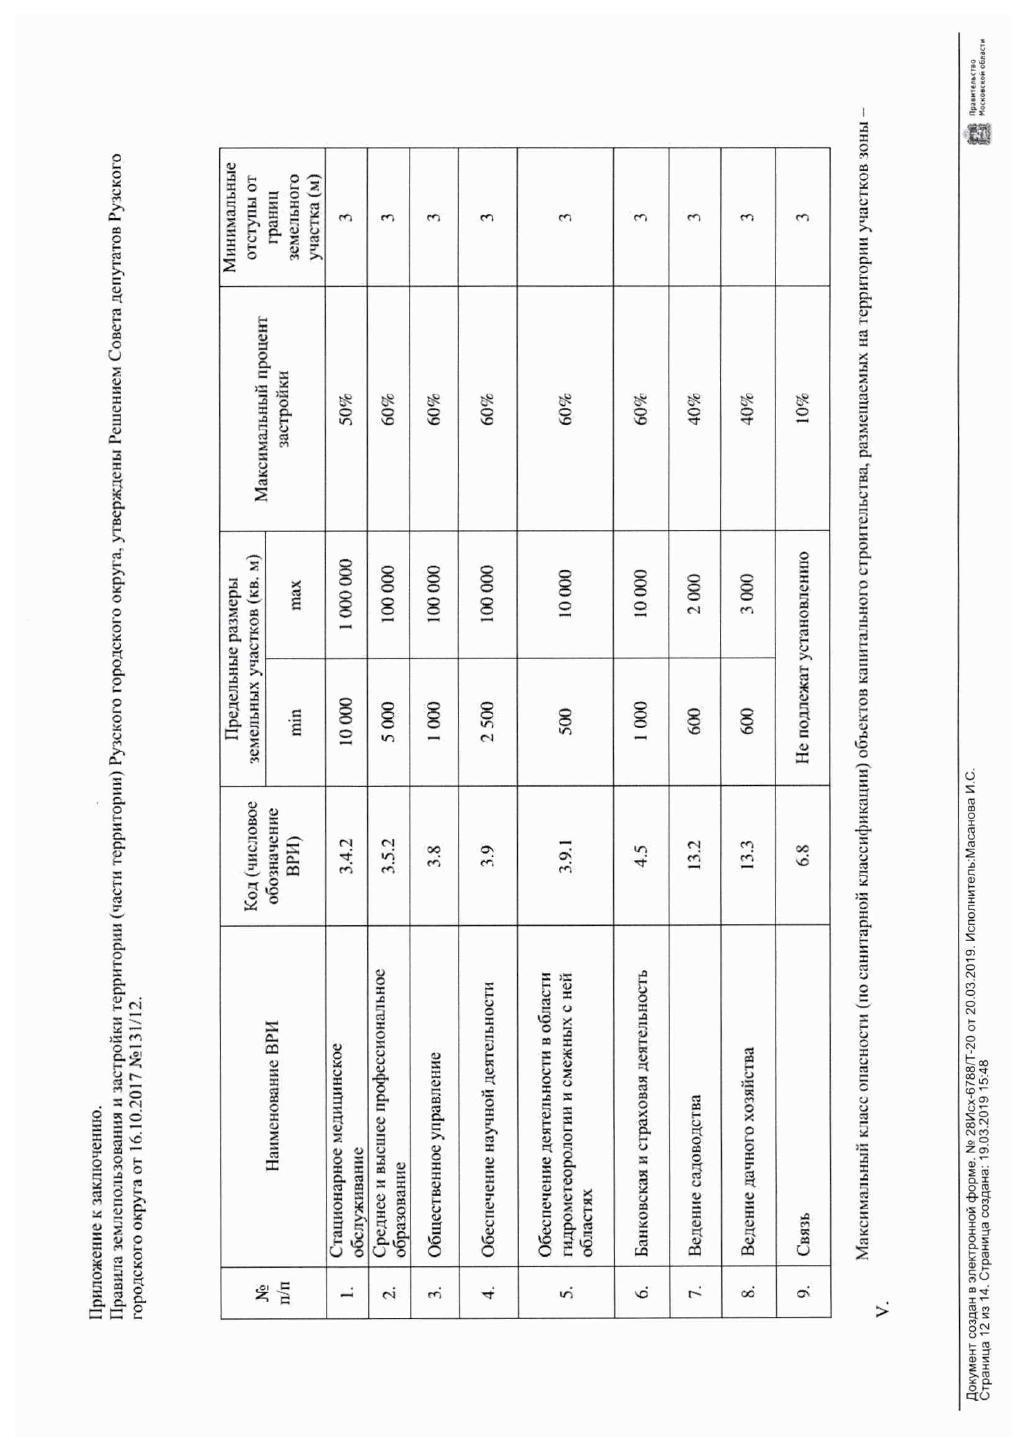 Приложение к заключению.
Правила землепользования и застройки территории (части территории) Рузского городского округа, утверждены Решением Совета депутатов Рузского
городского округа от 16.10.2017 №131/12.
№
п/п
Наименование ВРИ
Код (числовое
обозначение
ВРИ)
Предельные размеры
земельных участков (кв. м)
min
max
Максимальный процент
застройки
Минимальные
отступы от
границ
земельного
участка (м)
1.
Стационарное медицинское
обслуживание
3.4.2
10 000
1 000 000
50%
3
2.
Среднее и высшее профессиональное
образование
3.5.2
5 000
100 000
60%
3
3.
Общественное управление
3.8
1 000
100 000
60%
3
4.
Обеспечение научной деятельности
3.9
2 500
100 000
60%
3
5.
Обеспечение деятельности в области
гидрометеорологии и смежных с ней
областях
3.9.1
500
10 000
60%
3
6.
Банковская и страховая деятельность
4.5
1 000
10 000
60%
3
7.
Ведение садоводства
13.2
600
2 000
40%
3
8.
Ведение дачного хозяйства
13.3
600
3 000
40%
3
9.
Связь
6.8
Не подлежат установлению
10%
3
V.
Максимальный класс опасности (по санитарной классификации) объектов капитального строительства, размещаемых на территории участков зоны –
Документ создан в электронной форме. № 28Исх-6788/Т-20 от 20.03.2019. Исполнитель:Масанова И.С.
Страница 12 из 14. Страница создана: 19.03.2019 15:48
Правительство
Московской области